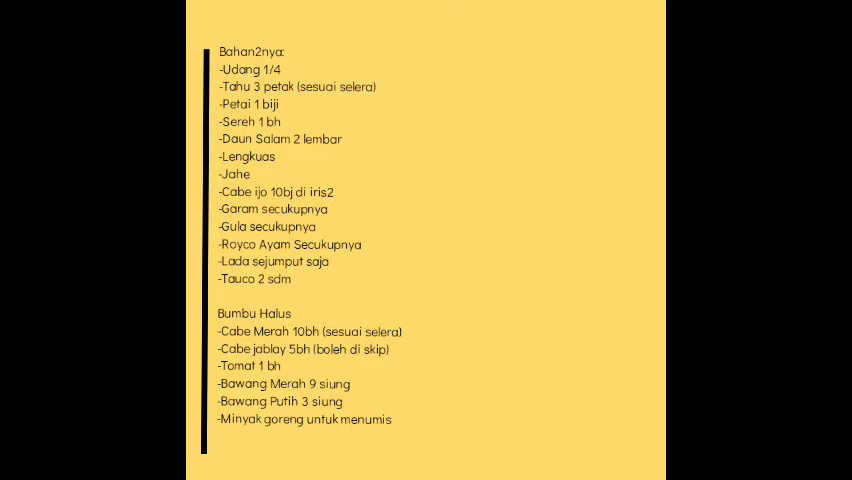 Bahan2nya:
-Udang 1/4
-Tahu 3 petak (sesuai selera)
-Petai 1 biji
-Sereh 1 bh
-Daun Salam 2 lembar
-Lengkuas
-Jahe
-Cabe ijo 10bj di iris2
-Garam secukupnya
-Gula secukupnya
-Royco Ayam Secukupnya
-Lada sejumput saja
-Tauco 2 sdm
Bumbu Halus
-Cabe Merah 10bh (sesuai selera)
-Cabe jablay 5bh (boleh di skip)
-Tomat 1 bh
-Bawang Merah 9 siung
-Bawang Putih 3 siung
-Minyak goreng untuk menumis